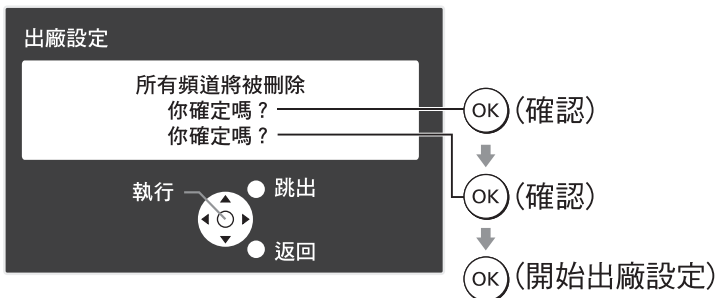 出廠設定
所有頻道將被刪除
你確定嗎？
你確定嗎？
執行
跳出
返回
OK (確認)
OK (確認)
OK (開始出廠設定)